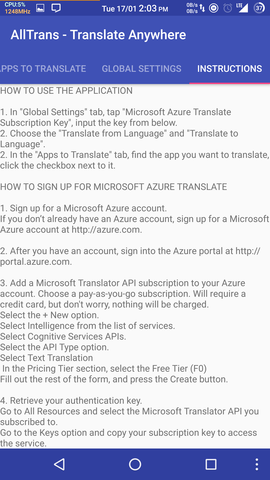 CPU:5%
1248MHz
Tue 17/01 2:03 PM
0B/s
0B/s
LTE
37
AllTrans - Translate Anywhere
APPS TO TRANSLATE GLOBAL SETTINGS INSTRUCTIONS
HOW TO USE THE APPLICATION
1. In "Global Settings" tab, tap "Microsoft Azure Translate
Subscription Key", input the key from below.
2. Choose the "Translate from Language" and "Translate to
Language".
2. In the "Apps to Translate" tab, find the app you want to translate,
click the checkbox next to it.
HOW TO SIGN UP FOR MICROSOFT AZURE TRANSLATE
1. Sign up for a Microsoft Azure account.
If you don't already have an Azure account, sign up for a Microsoft
Azure account at http://azure.com.
2. After you have an account, sign into the Azure portal at http://
portal.azure.com.
3. Add a Microsoft Translator API subscription to your Azure
account. Choose a pay-as-you-go subscription. Will require a
credit card, but don't worry, nothing will be charged.
Select the + New option.
Select Intelligence from the list of services.
Select Cognitive Services APIs.
Select the API Type option.
Select Text Translation
In the Pricing Tier section, select the Free Tier (F0)
Fill out the rest of the form, and press the Create button.
4. Retrieve your authentication key.
Go to All Resources and select the Microsoft Translator API you
subscribed to.
Go to the Keys option and copy your subscription key to access
the service.